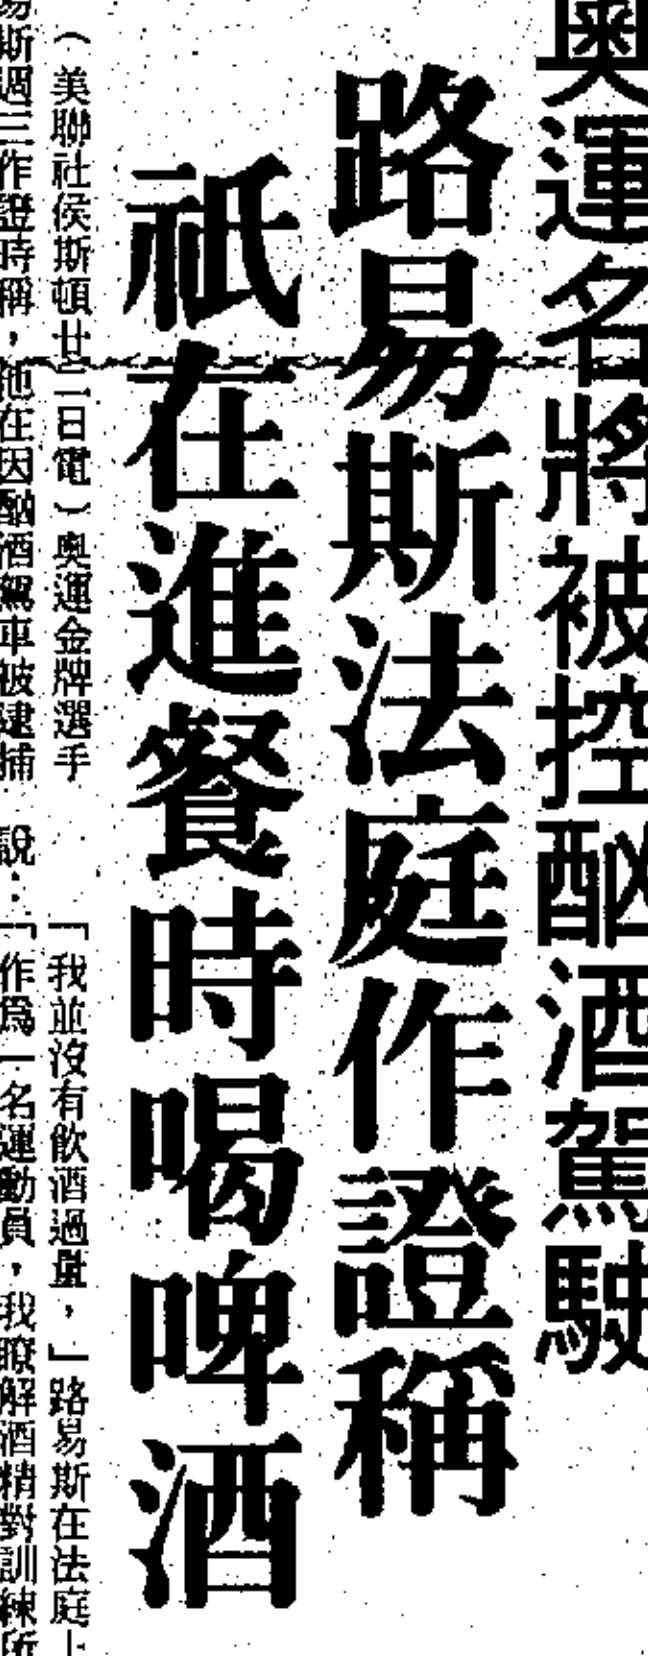 奧運名將被控酗酒駕駛
路易斯法庭作證稱
祇在進餐時喝啤酒
（美聯社侯斯頓廿二日電）奧運金牌選手
易斯週三作證時稱，他在因酗酒駕車被逮捕
「我並沒有飲酒過量，」路易斯在法庭上
說：「作爲一名運動員，我瞭解酒精對訓練所